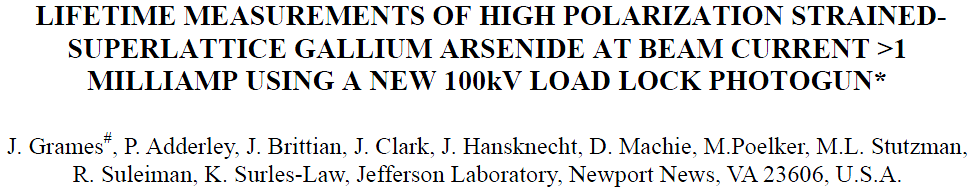 LIFETIME MEASUREMENTS OF HIGH POLARIZATION STRAINED-
SUPERLATTICE GALLIUM ARSENIDE AT BEAM CURRENT >1
MILLIAMP USING A NEW 100kV LOAD LOCK PHOTOGUN*
J. Grames#, P. Adderley, J. Brittian, J. Clark, J. Hansknecht, D. Machie, M.Poelker, M.L. Stutzman,
R. Suleiman, K. Surles-Law, Jefferson Laboratory, Newport News, VA 23606, U.S.A.